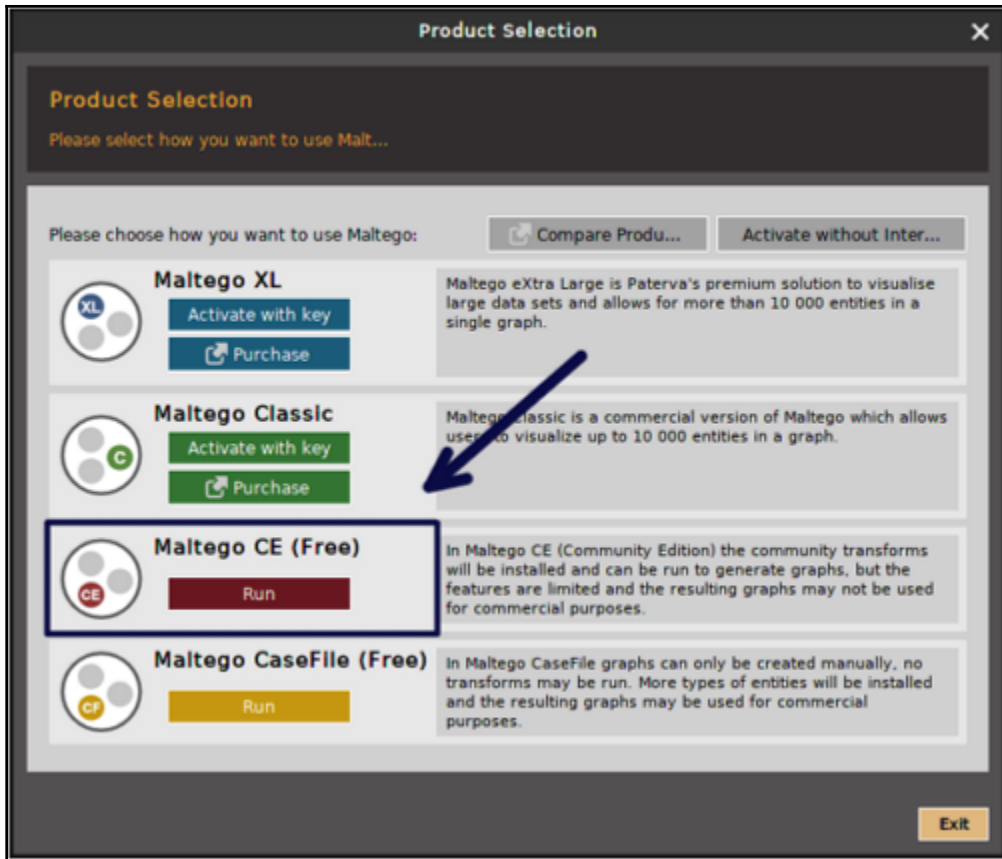 Product Selection
Product Selection
Please select how you want to use Malt...
Please choose how you want to use Maltego:
Compare Produ...
Activate without Inter...
XL
Maltego XL
Activate with key
Purchase
Maltego eXtra Large is Paterva's premium solution to visualise
large data sets and allows for more than 10 000 entities in a
single graph.
C
Maltego Classic
Activate with key
Purchase
Maltego Classic is a commercial version of Maltego which allows
users to visualize up to 10 000 entities in a graph.
CE
Maltego CE (Free)
Run
In Maltego CE (Community Edition) the community transforms
will be installed and can be run to generate graphs, but the
features are limited and the resulting graphs may not be used
for commercial purposes.
CF
Maltego CaseFile (Free)
Run
In Maltego CaseFile graphs can only be created manually, no
transforms may be run. More types of entities will be installed
and the resulting graphs may be used for commercial
purposes.
Exit